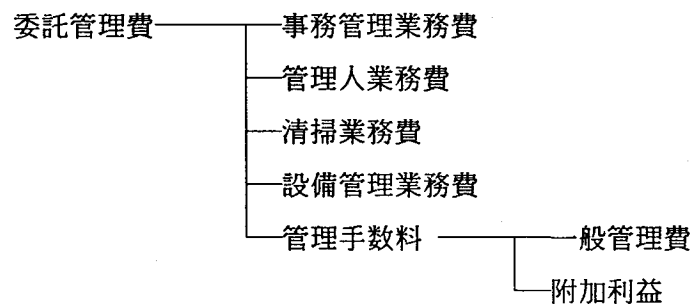 委託管理費 事務管理業務費
管理人業務費
清掃業務費
設備管理業務費
管理手数料 一般管理費
附加利益